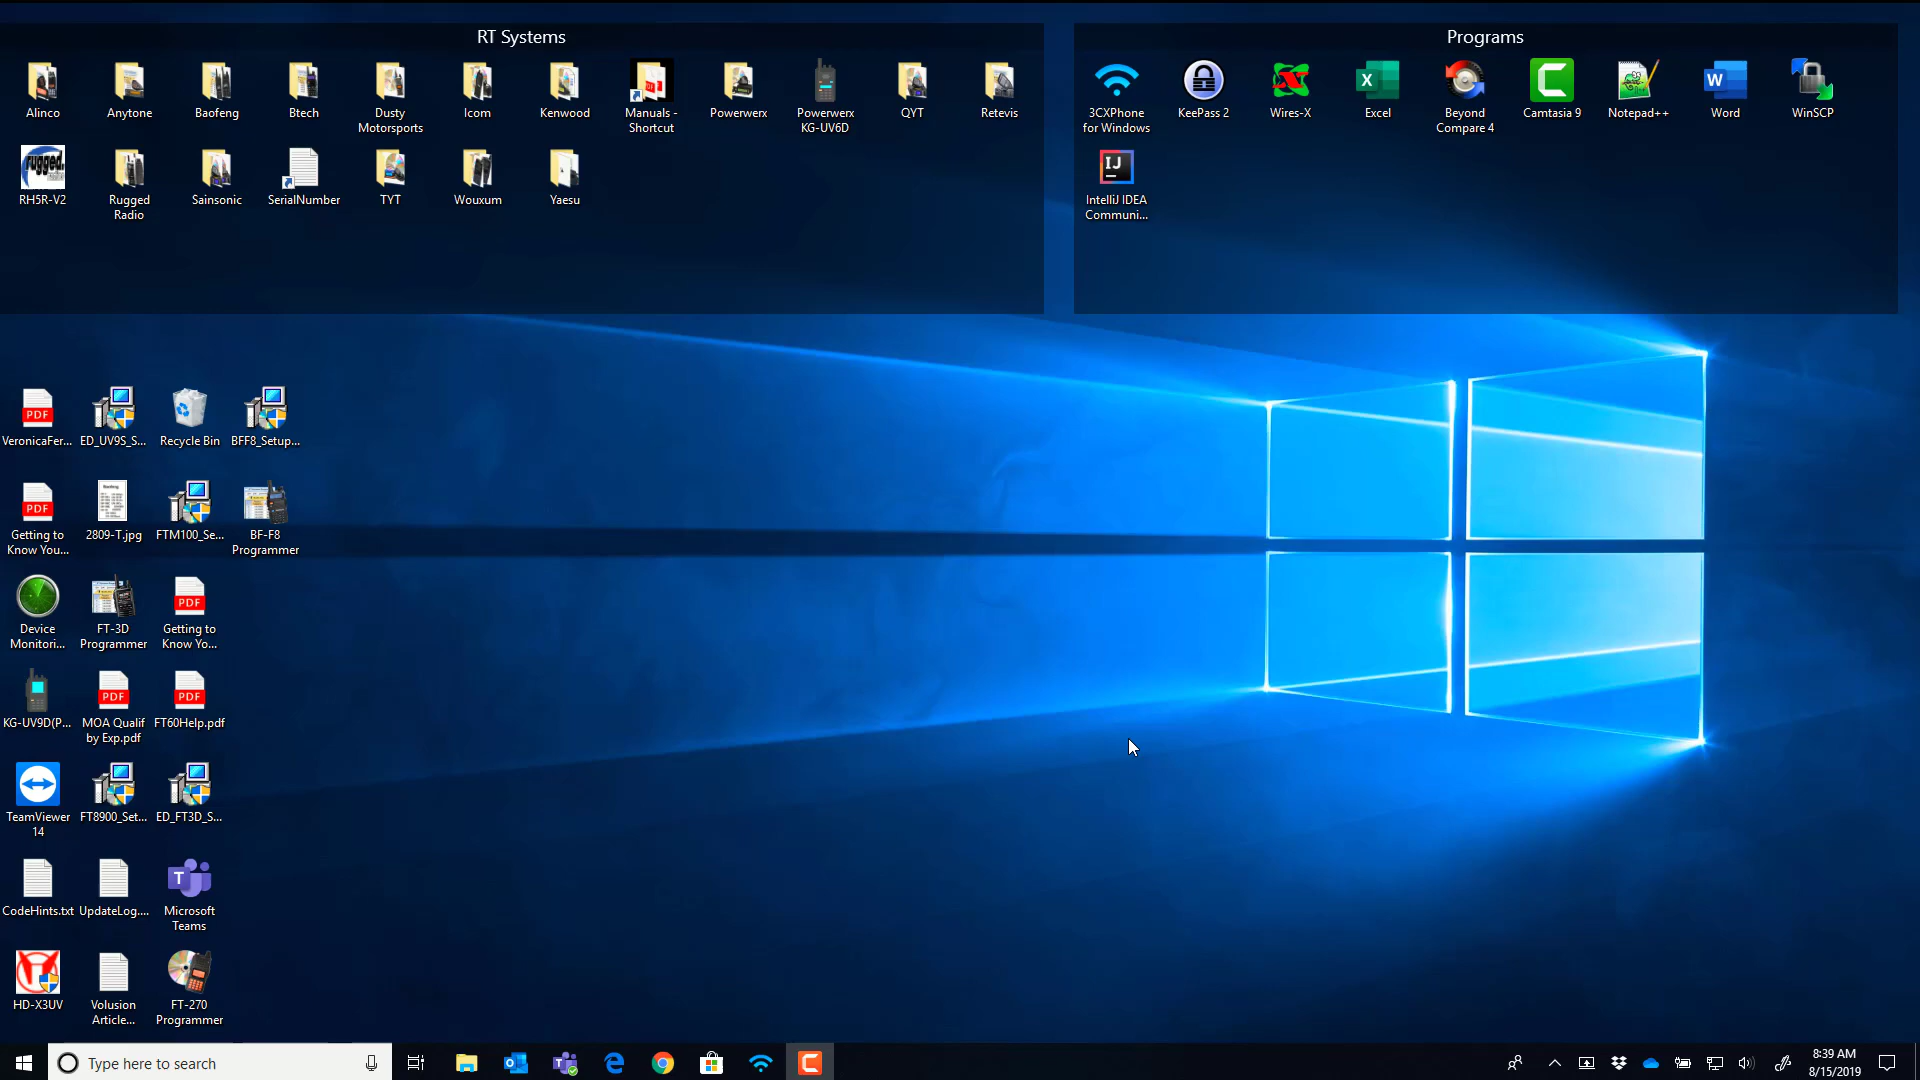 RT Systems
Programs
Alinco
Anytone
Baofeng
Btech
Dusty
Motorsports
Icom
Kenwood
Manuals -
Shortcut
Powerwerx
Powerwerx
KG-UV6D
QYT
Retevis
3CXPhone
for Windows
KeePass 2
Wires-X
Excel
Beyond
Compare 4
Camtasia 9
Notepad++
Word
WinSCP
RH5R-V2
Rugged
Radio
Sainsonic
SerialNumber
TYT
Wouxum
Yaesu
IntelliJ IDEA
Communi...
VeronicaFer...
ED_UV9S_S...
Recycle Bin
BFF8_Setup...
Getting to
Know You...
2809-T.jpg
FTM100_Se...
BF-F8
Programmer
Device
Monitori...
FT-3D
Programmer
Getting to
Know Yo...
KG-UV9D(P...
MOA Qualif
by Exp.pdf
FT60Help.pdf
TeamViewer
14
FT8900_Set...
ED_FT3D_S...
CodeHints.txt
UpdateLog....
Microsoft
Teams
HD-X3UV
Volusion
Article...
FT-270
Programmer
Type here to search
8:39 AM
8/15/2019